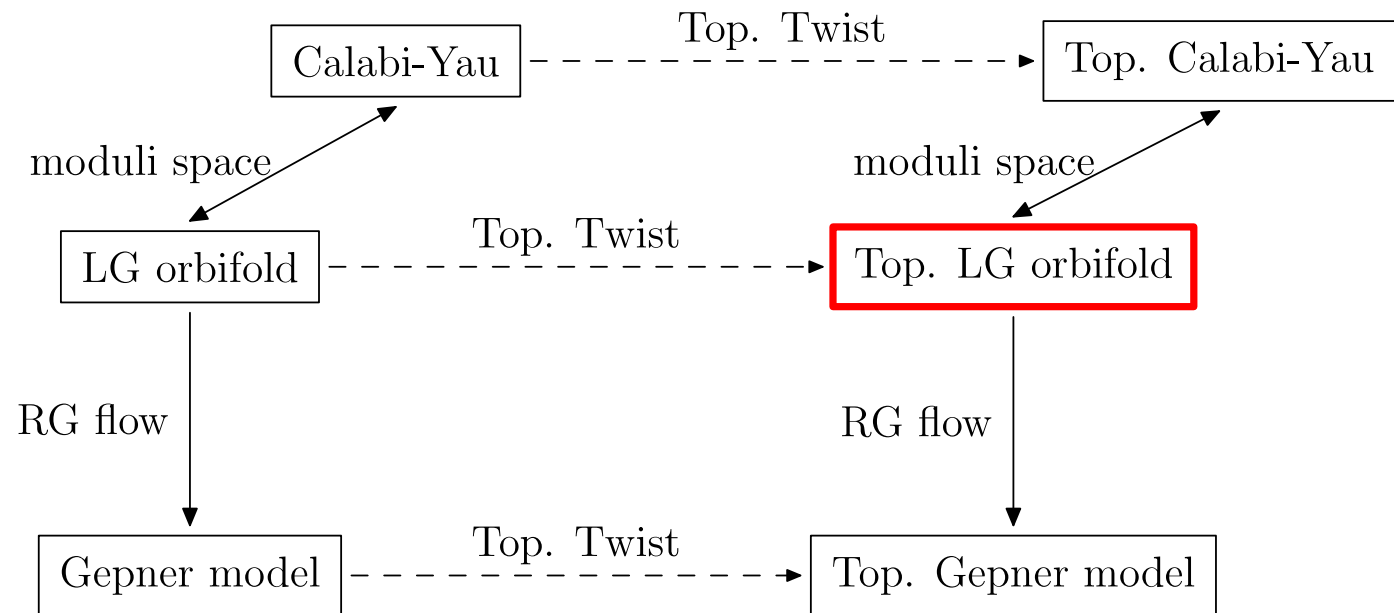 Top. Twist
Calabi-Yau
Top. Calabi-Yau
moduli space
moduli space
Top. Twist
LG orbifold
Top. LG orbifold
RG flow
RG flow
Top. Twist
Gepner model
Top. Gepner model